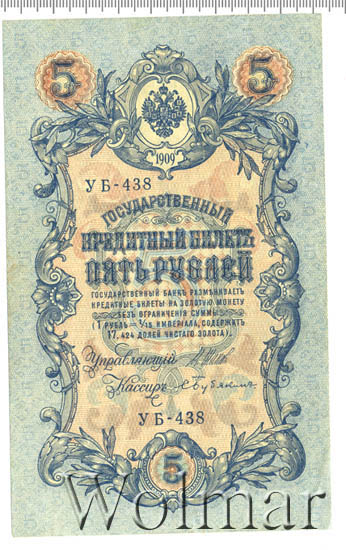 5 5
1909
УБ-438
ГОСУДАРСТВЕННЫЙ
КРЕДИТНЫЙ БИЛЕТЪ
ПЯТЬ РУБЛЕЙ
ГОСУДАРСТВЕННЫЙ БАНКЪ РАЗМѢНИВАЕТЪ
КРЕДИТНЫЕ БИЛЕТЫ НА ЗОЛОТУЮ МОНЕТУ
БЕЗЪ ОГРАНИЧЕНІЯ СУММЫ
(1 РУБЛЬ = 1/15 ИМПЕРІАЛА, СОДЕРЖИТЪ
17,424 ДОЛЕЙ ЧИСТАГО ЗОЛОТА).
Управляющій
Кассиръ
УБ-438
5
Wolmar